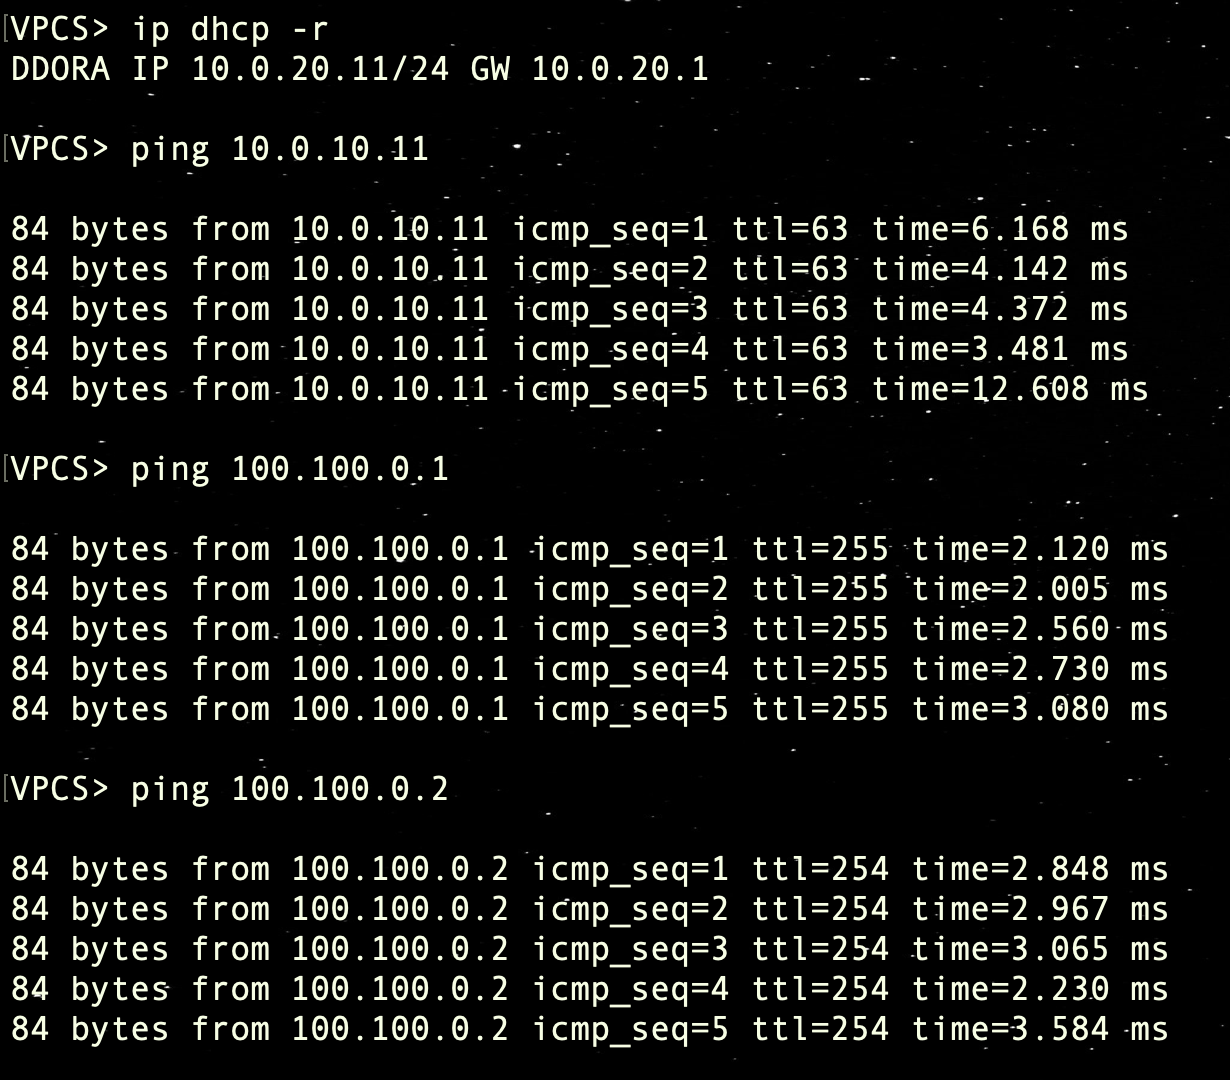 [VPCS> ip dhcp -r
DDORA IP 10.0.20.11/24 GW 10.0.20.1
[VPCS> ping 10.0.10.11
84 bytes from 10.0.10.11 icmp_seq=1 ttl=63 time=6.168 ms
84 bytes from 10.0.10.11 icmp_seq=2 ttl=63 time=4.142 ms
84 bytes from 10.0.10.11 icmp_seq=3 ttl=63 time=4.372 ms
84 bytes from 10.0.10.11 icmp_seq=4 ttl=63 time=3.481 ms
84 bytes from 10.0.10.11 icmp_seq=5 ttl=63 time=12.608 ms
[VPCS> ping 100.100.0.1
84 bytes from 100.100.0.1 icmp_seq=1 ttl=255 time=2.120 ms
84 bytes from 100.100.0.1 icmp_seq=2 ttl=255 time=2.005 ms
84 bytes from 100.100.0.1 icmp_seq=3 ttl=255 time=2.560 ms
84 bytes from 100.100.0.1 icmp_seq=4 ttl=255 time=2.730 ms
84 bytes from 100.100.0.1 icmp_seq=5 ttl=255 time=3.080 ms
[VPCS> ping 100.100.0.2
84 bytes from 100.100.0.2 icmp_seq=1 ttl=254 time=2.848 ms
84 bytes from 100.100.0.2 icmp_seq=2 ttl=254 time=2.967 ms
84 bytes from 100.100.0.2 icmp_seq=3 ttl=254 time=3.065 ms
84 bytes from 100.100.0.2 icmp_seq=4 ttl=254 time=2.230 ms
84 bytes from 100.100.0.2 icmp_seq=5 ttl=254 time=3.584 ms